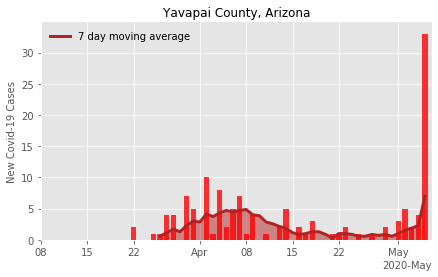 Yavapai County, Arizona
7 day moving average
New Covid-19 Cases
30
25
20
15
10
5
0
08 15 22 Apr 08 15 22 May
2020-May